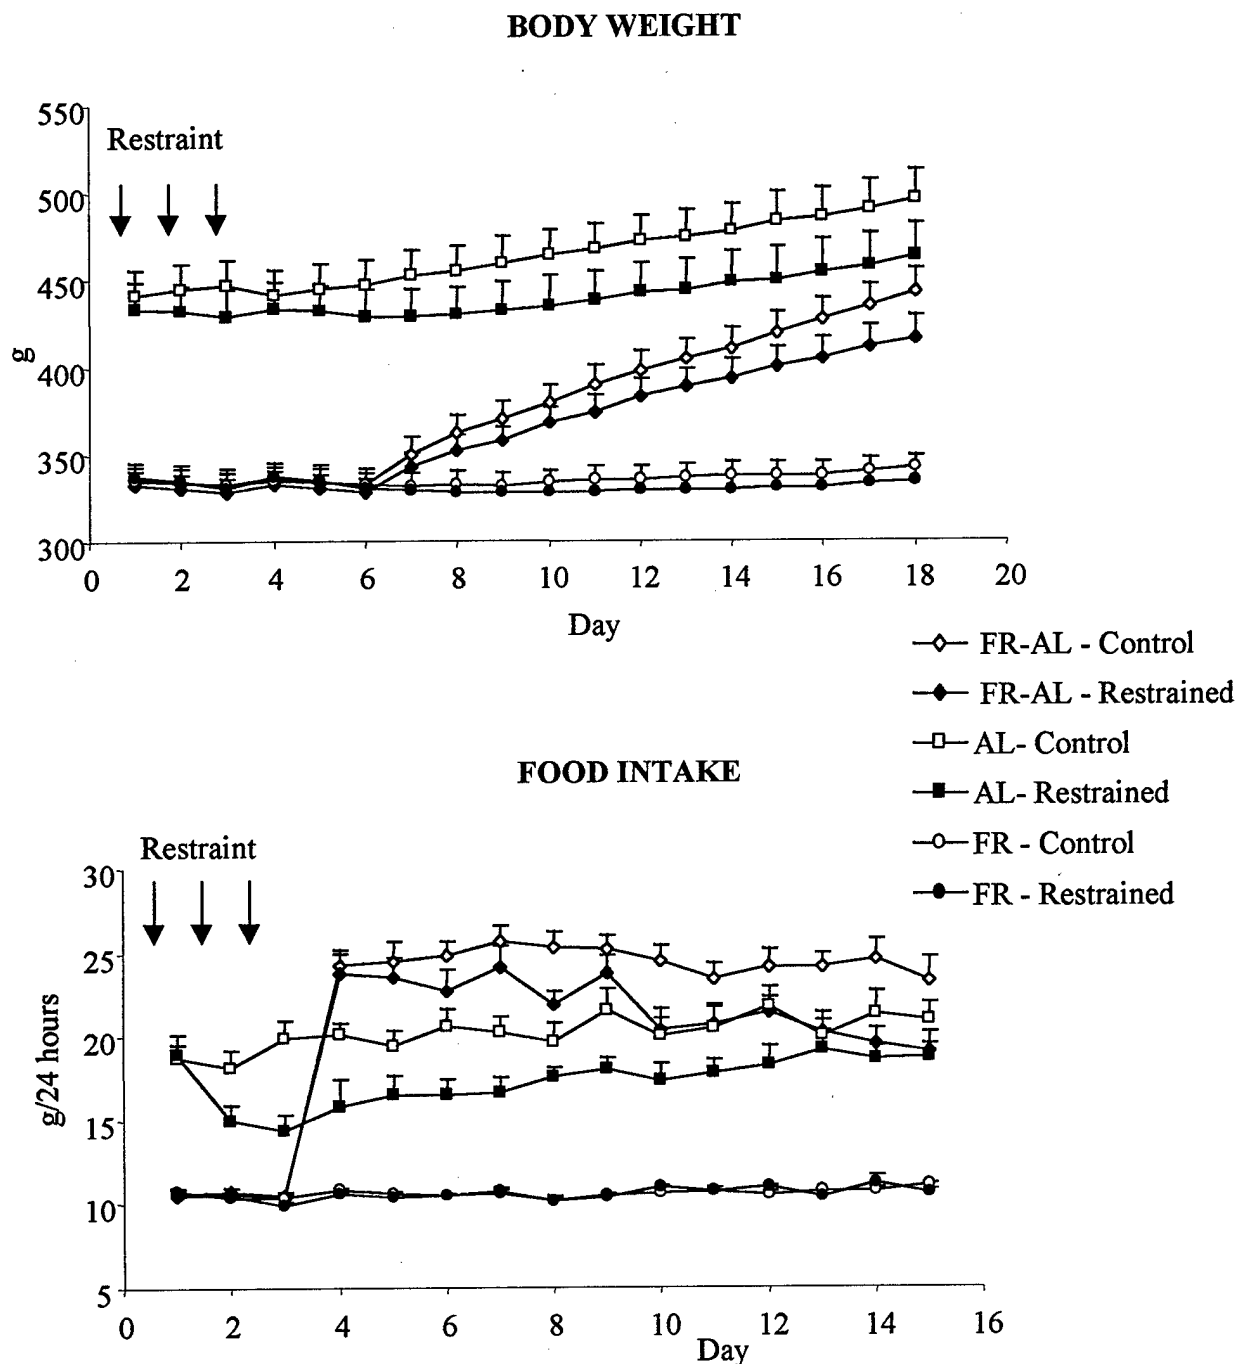 BODY WEIGHT
550
Restraint
500
450
g
400
350
300
0 2 4 6 8 10 12 14 16 18 20
Day
FR-AL - Control
FR-AL - Restrained
AL- Control
AL- Restrained
FR - Control
FR - Restrained
FOOD INTAKE
Restraint
30
25
g/24 hours
20
15
10
5
0 2 4 6 8 10 12 14 16
Day